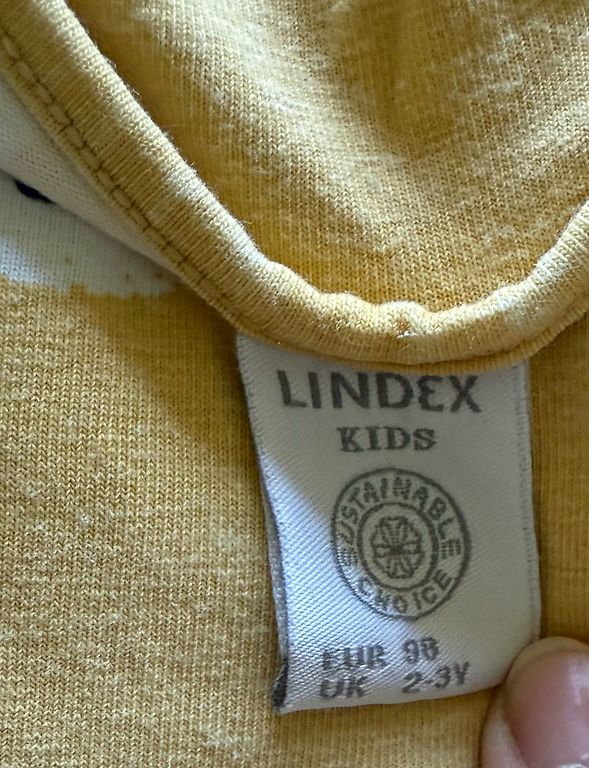 LINDEX
KIDS
SUSTAINABLE
CHOICE
EUR 98
UK 2-3Y